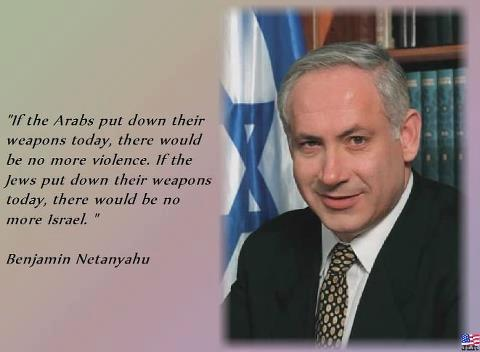 "If the Arabs put down their
weapons today, there would
be no more violence. If the
Jews put down their weapons
today, there would be no
more Israel. "
Benjamin Netanyahu